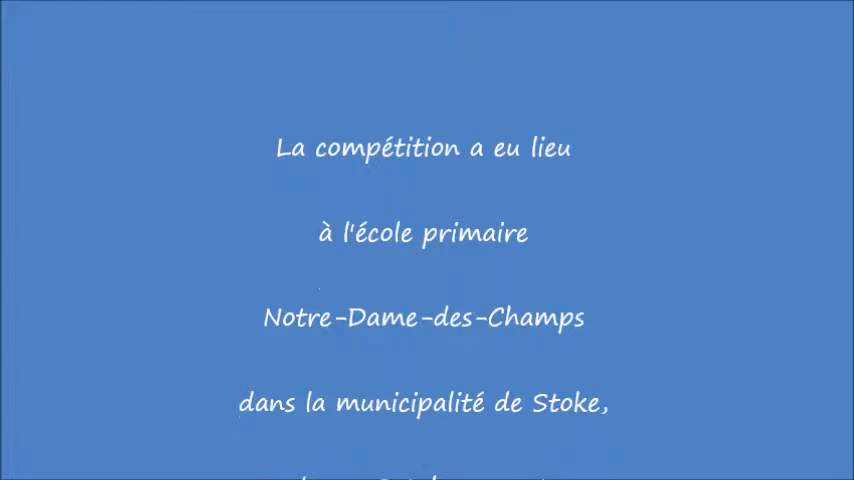 La compétition a eu lieu
à l'école primaire
Notre-Dame-des-Champs
dans la municipalité de Stoke,